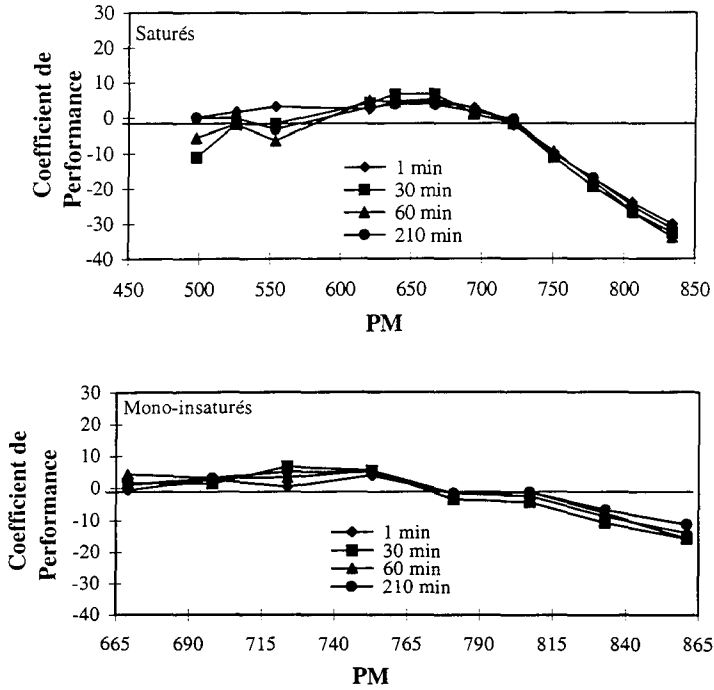 30
Saturés
20
10
0
-10
-20
-30
-40
Coefficient de
Performance
1 min
30 min
60 min
210 min
450 500 550 600 650 700 750 800 850
PM
30
Mono-insaturés
20
10
0
-10
-20
-30
-40
Coefficient de
Performance
1 min
30 min
60 min
210 min
665 690 715 740 765 790 815 840 865
PM